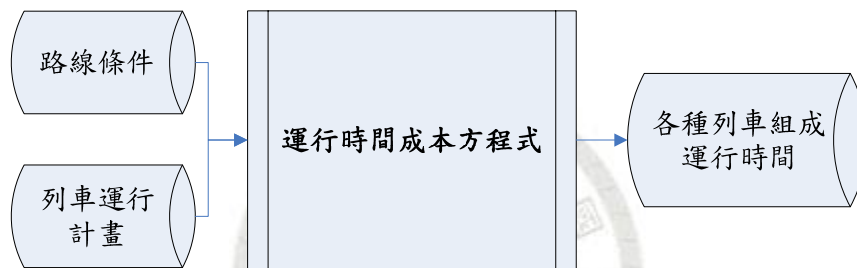 路線條件
列車運行
計畫
運行時間成本方程式
各種列車組成
運行時間